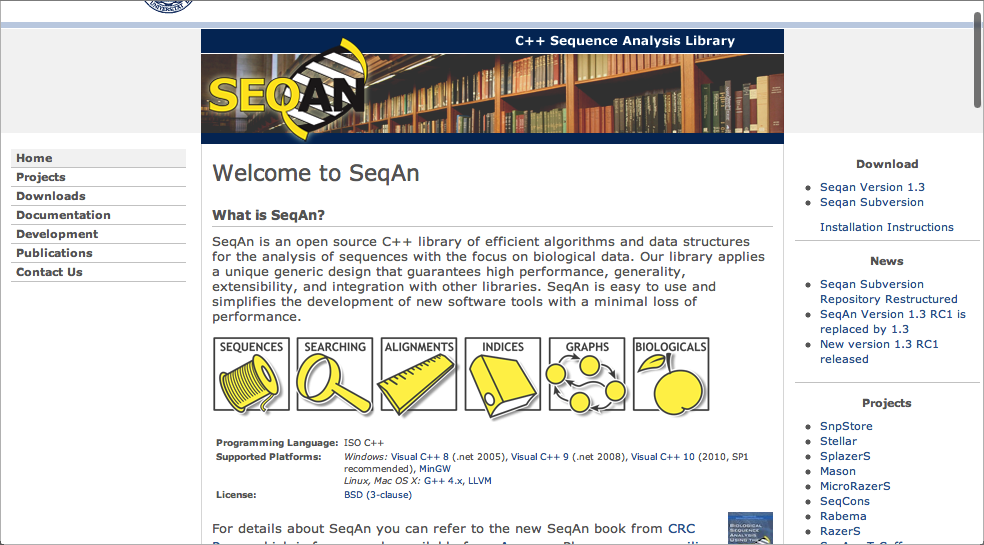 C++ Sequence Analysis Library
SEQAN
Home
Projects
Downloads
Documentation
Development
Publications
Contact Us
Welcome to SeqAn
What is SeqAn?
SeqAn is an open source C++ library of efficient algorithms and data structures
for the analysis of sequences with the focus on biological data. Our library applies
a unique generic design that guarantees high performance, generality,
extensibility, and integration with other libraries. SeqAn is easy to use and
simplifies the development of new software tools with a minimal loss of
performance.
SEQUENCES SEARCHING ALIGNMENTS INDICES GRAPHS BIOLOGICALS
Programming Language: ISO C++
Supported Platforms: Windows: Visual C++ 8 (.net 2005), Visual C++ 9 (.net 2008), Visual C++ 10 (2010, SP1
recommended), MinGW
Linux, Mac OS X: G++ 4.x, LLVM
License: BSD (3-clause)
For details about SeqAn you can refer to the new SeqAn book from CRC
BIOLOGICAL
SEQUENCE
ANALYSIS
Download
Seqan Version 1.3
Seqan Subversion
Installation Instructions
News
Seqan Subversion
Repository Restructured
SeqAn Version 1.3 RC1 is
replaced by 1.3
New version 1.3 RC1
released
Projects
SnpStore
Stellar
SplazerS
Mason
MicroRazerS
SeqCons
Rabema
RazerS